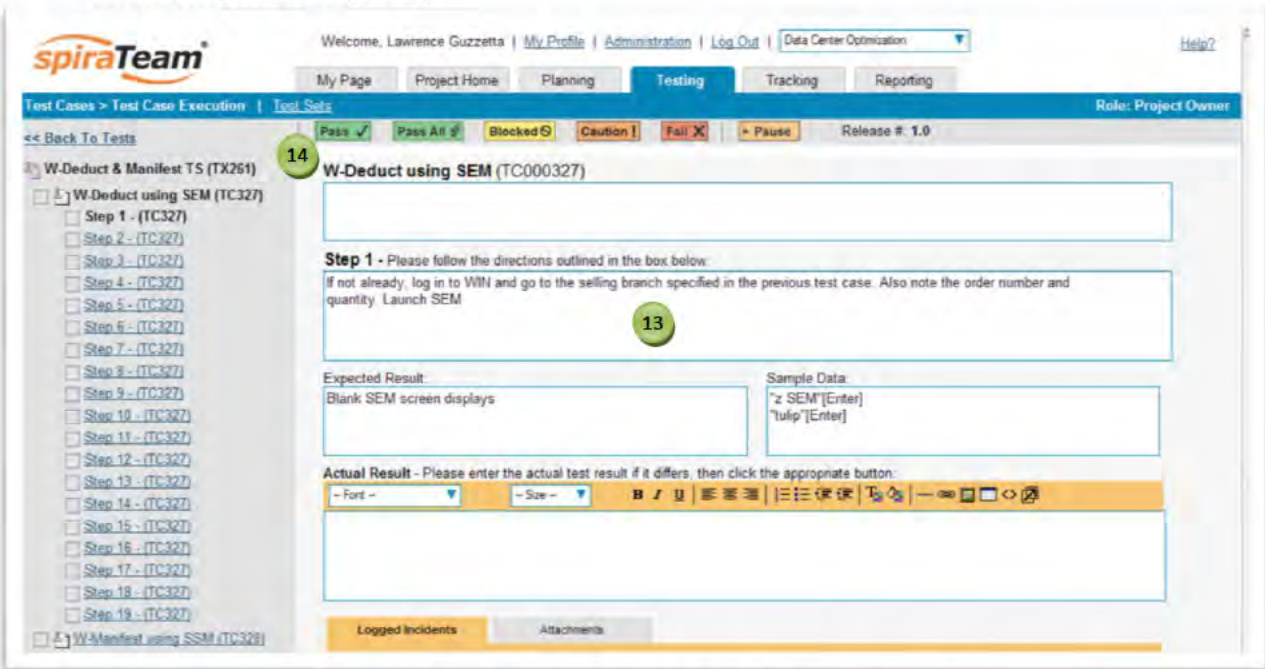 spiraTeam
Welcome, Lawrence Guzzetta | My Profile | Administration | Log Out | Data Center Optimization
Help?
My Page Project Home Planning Testing Tracking Reporting
Test Cases > Test Case Execution | Test Sets
Role: Project Owner
<< Back To Tests
Pass Pass All Blocked Caution ! Fail X Pause Release #: 1.0
14
W-Deduct & Manifest TS (TX261)
W-Deduct using SEM (TC327)
Step 1 - (TC327)
Step 2 - (TC327)
Step 3 - (TC327)
Step 4 - (TC327)
Step 5 - (TC327)
Step 6 - (TC327)
Step 7 - (TC327)
Step 8 - (TC327)
Step 9 - (TC327)
Step 10 - (TC327)
Step 11 - (TC327)
Step 12 - (TC327)
Step 13 - (TC327)
Step 14 - (TC327)
Step 15 - (TC327)
Step 16 - (TC327)
Step 17 - (TC327)
Step 18 - (TC327)
Step 19 - (TC327)
W-Manifest using SSM (TC328)
W-Deduct using SEM (TC000327)
Step 1 - Please follow the directions outlined in the box below:
If not already, log in to WIN and go to the selling branch specified in the previous test case. Also note the order number and
quantity. Launch SEM
13
Expected Result:
Blank SEM screen displays
Sample Data:
"z SEM"[Enter]
"tulip"[Enter]
Actual Result - Please enter the actual test result if it differs, then click the appropriate button:
-- Font -- -- Size -- B I U
Logged Incidents Attachments